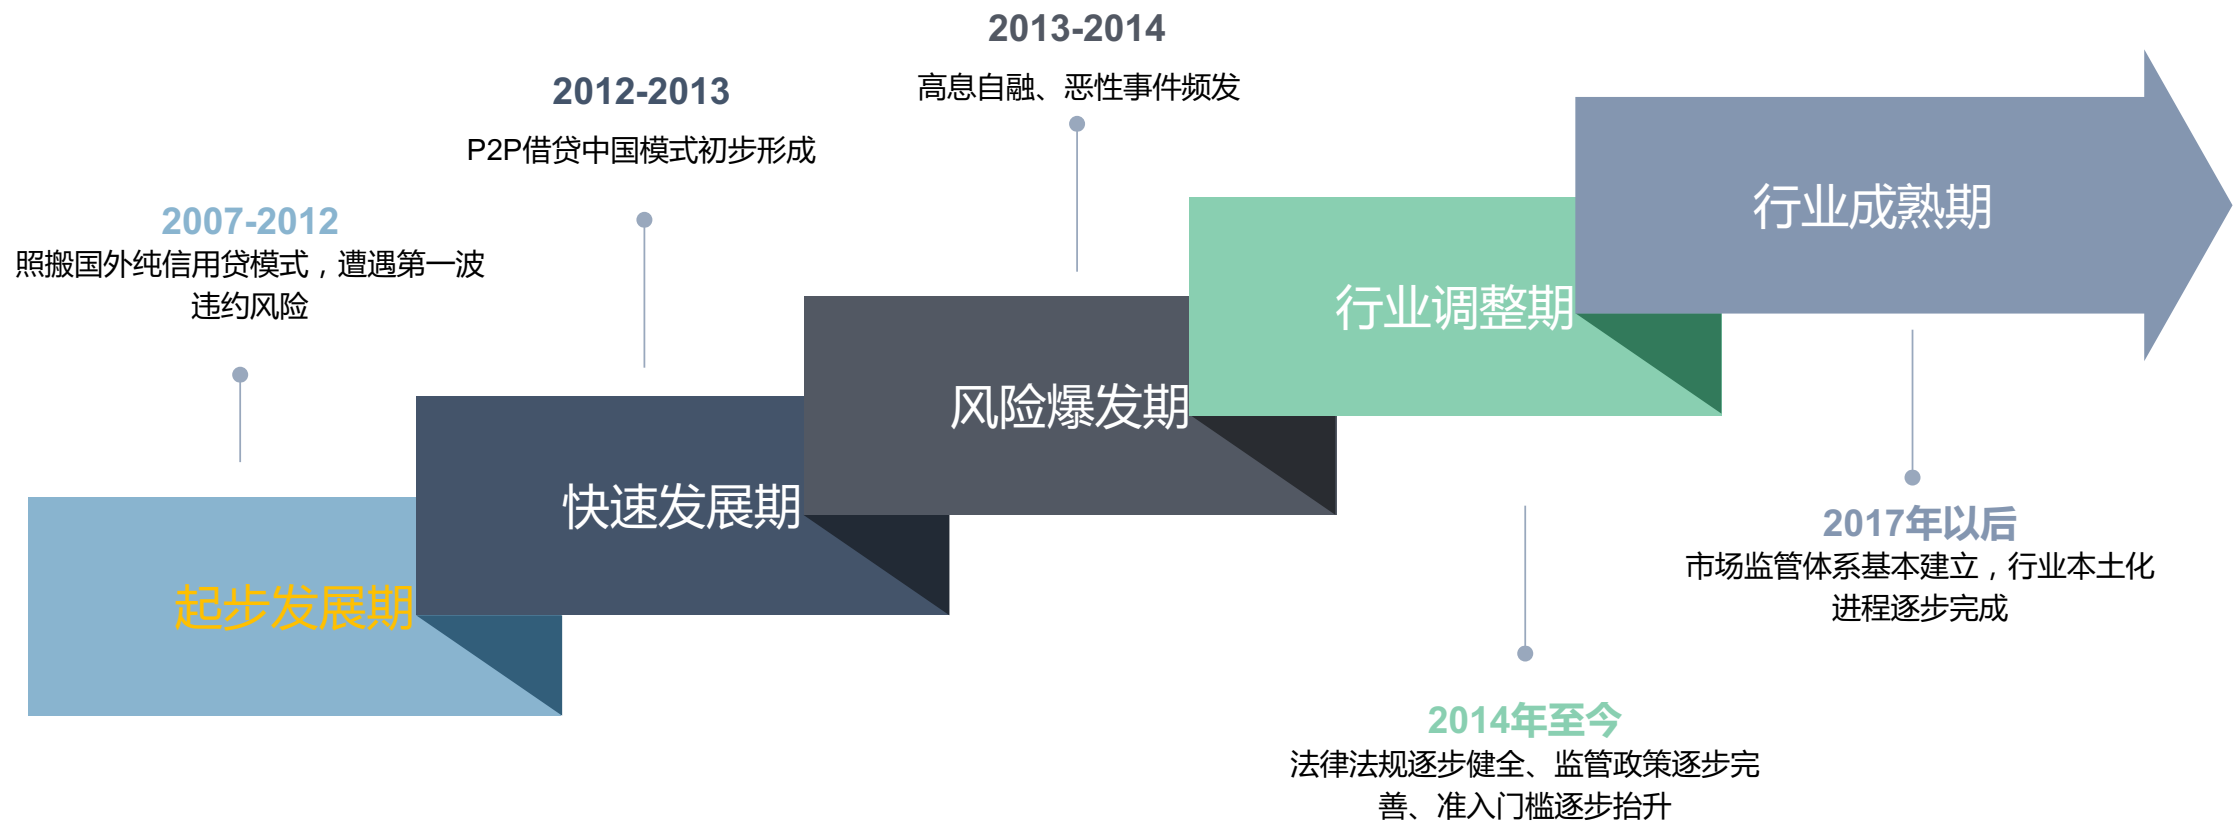 2007-2012
照搬国外纯信用贷模式，遭遇第一波
违约风险
起步发展期
2012-2013
P2P借贷中国模式初步形成
快速发展期
2013-2014
高息自融、恶性事件频发
风险爆发期
行业调整期
2014年至今
法律法规逐步健全、监管政策逐步完
善、准入门槛逐步抬升
行业成熟期
2017年以后
市场监管体系基本建立，行业本土化
进程逐步完成